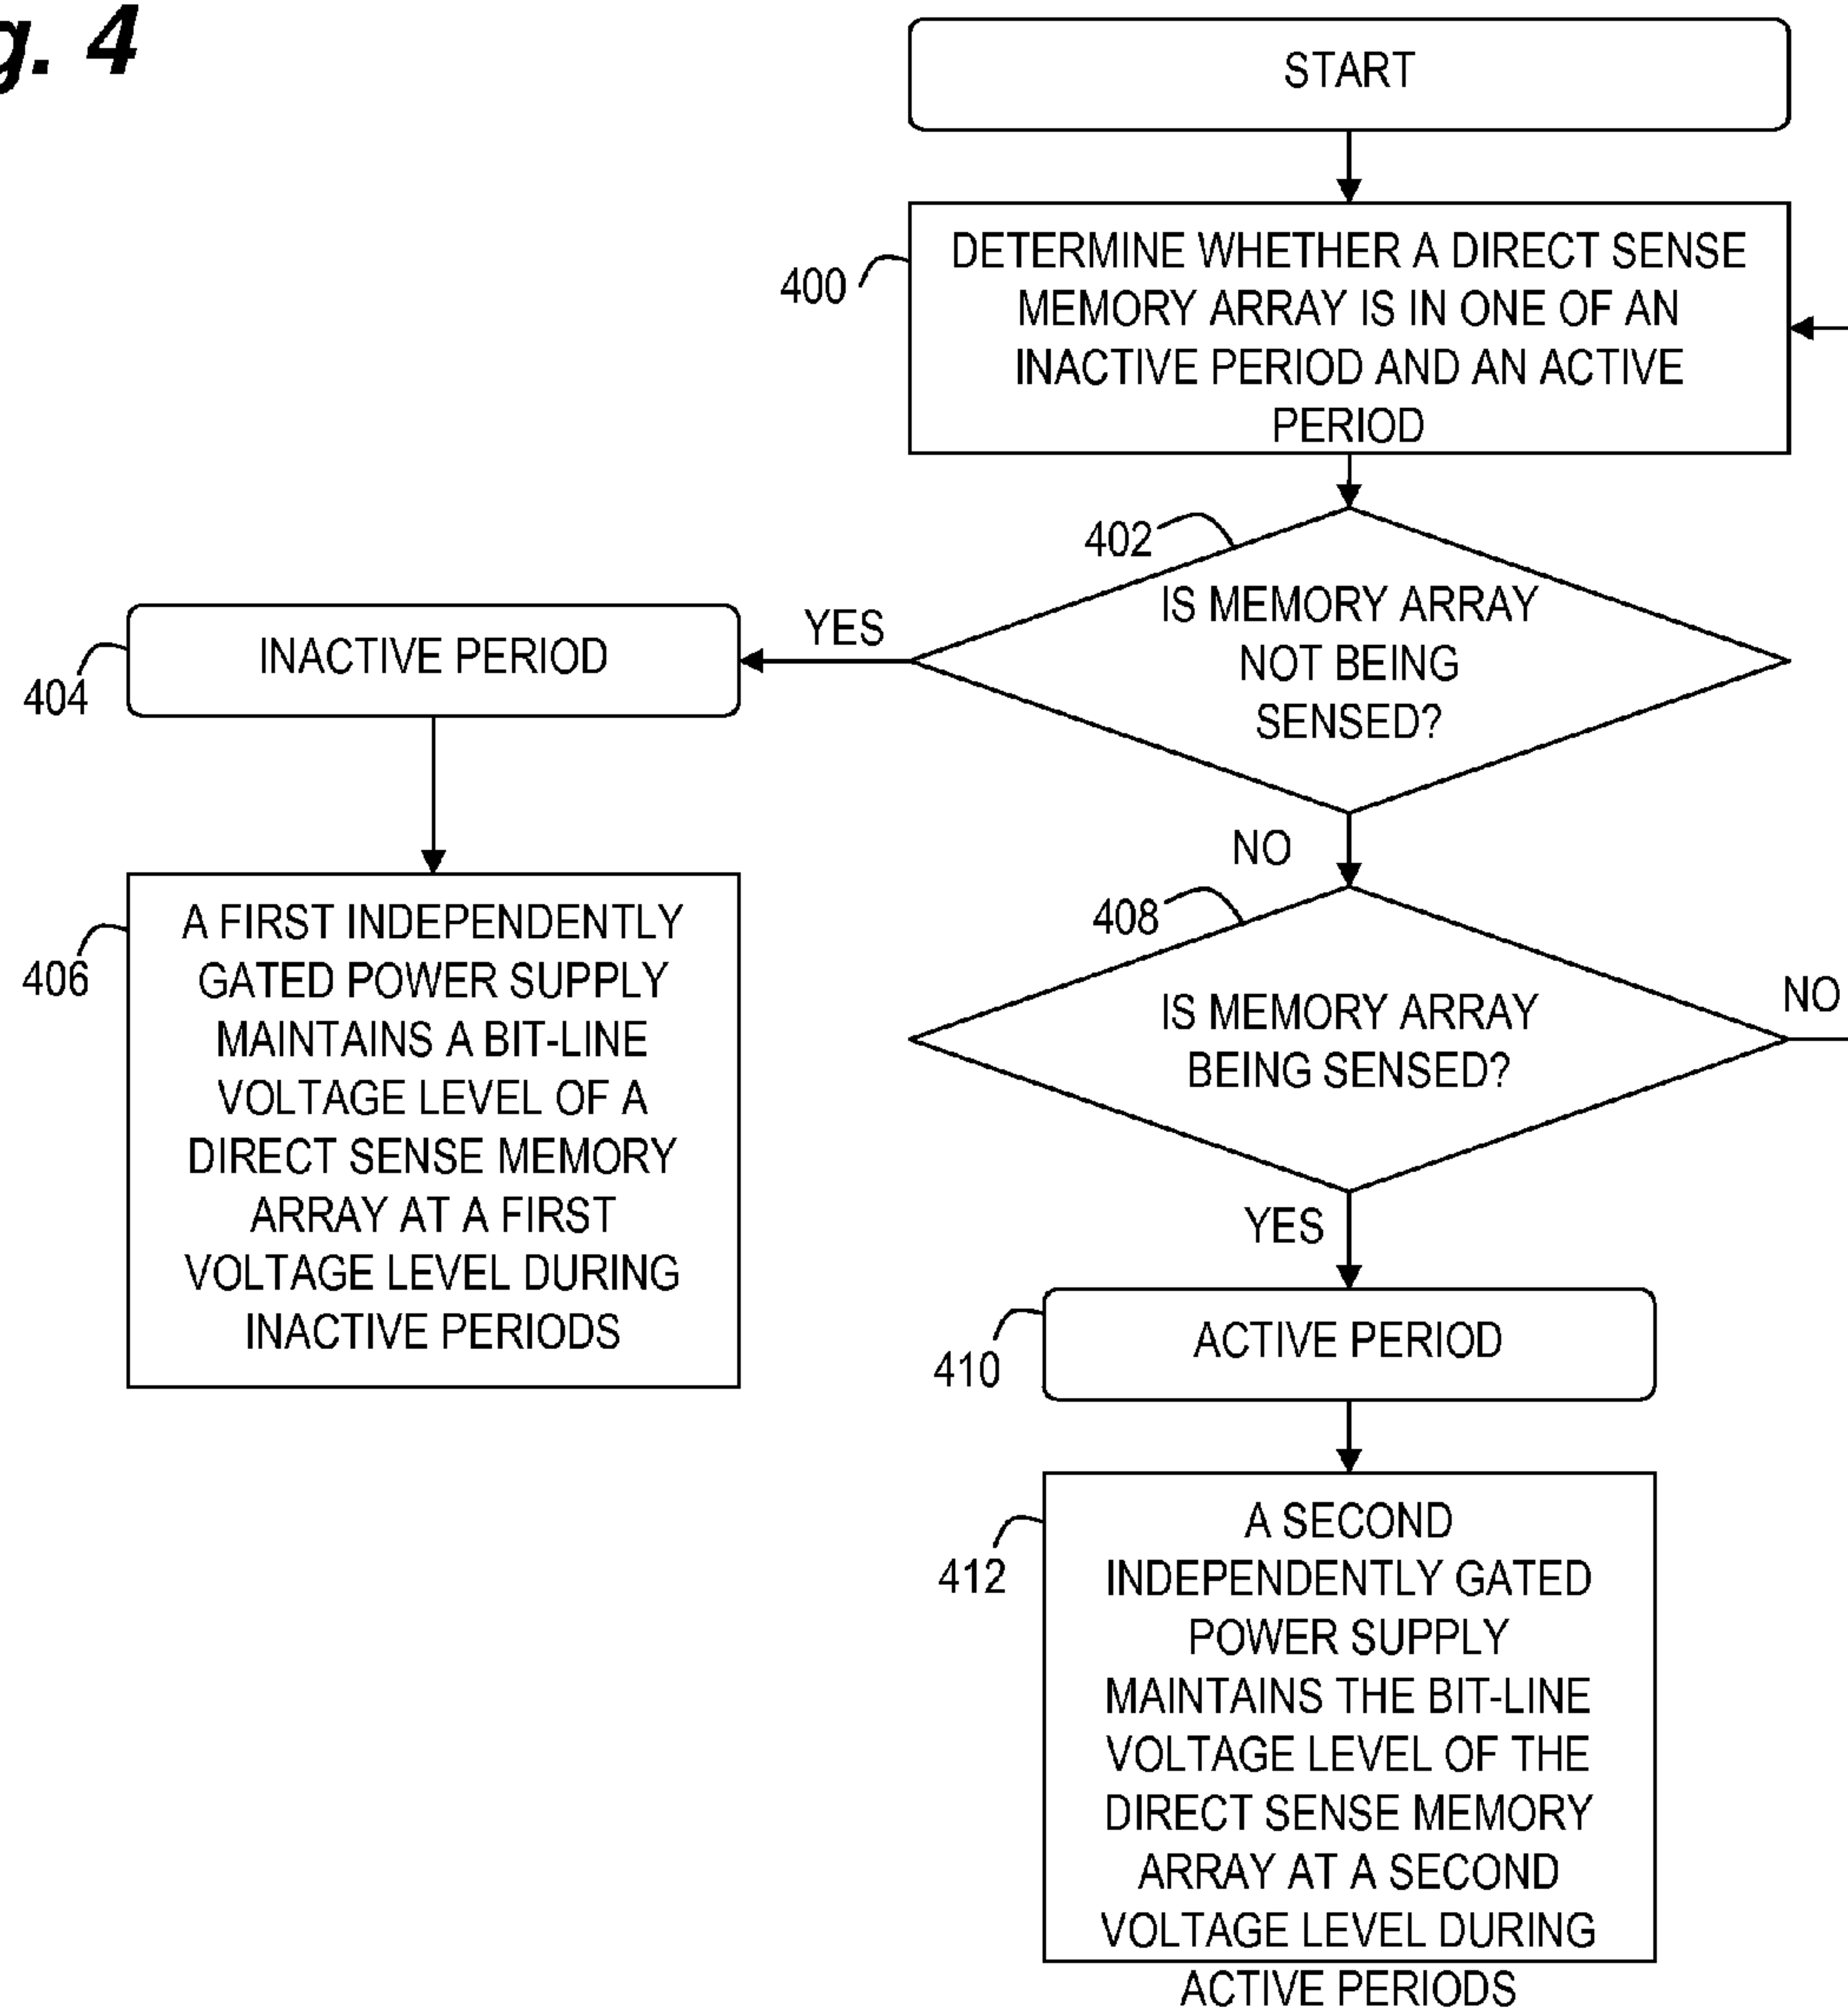 g. 4
START
400
DETERMINE WHETHER A DIRECT SENSE
MEMORY ARRAY IS IN ONE OF AN
INACTIVE PERIOD AND AN ACTIVE
PERIOD
402
IS MEMORY ARRAY
NOT BEING
SENSED?
YES
404
INACTIVE PERIOD
406
A FIRST INDEPENDENTLY
GATED POWER SUPPLY
MAINTAINS A BIT-LINE
VOLTAGE LEVEL OF A
DIRECT SENSE MEMORY
ARRAY AT A FIRST
VOLTAGE LEVEL DURING
INACTIVE PERIODS
NO
408
IS MEMORY ARRAY
BEING SENSED?
NO
YES
410
ACTIVE PERIOD
412
A SECOND
INDEPENDENTLY GATED
POWER SUPPLY
MAINTAINS THE BIT-LINE
VOLTAGE LEVEL OF THE
DIRECT SENSE MEMORY
ARRAY AT A SECOND
VOLTAGE LEVEL DURING
ACTIVE PERIODS